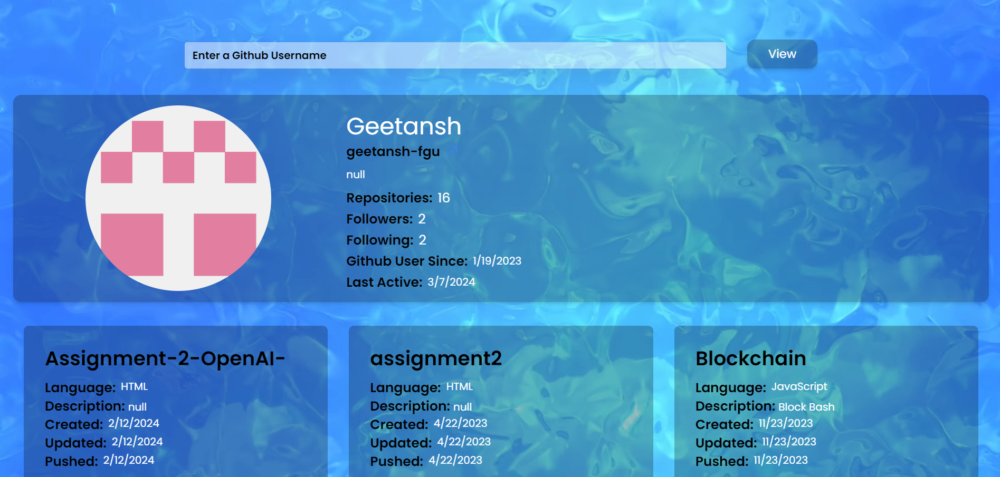 Enter a Github Username
View
Geetansh
geetansh-fgu
null
Repositories: 16
Followers: 2
Following: 2
Github User Since: 1/19/2023
Last Active: 3/7/2024
Assignment-2-OpenAI-
Language: HTML
Description: null
Created: 2/12/2024
Updated: 2/12/2024
Pushed: 2/12/2024
assignment2
Language: HTML
Description: null
Created: 4/22/2023
Updated: 4/22/2023
Pushed: 4/22/2023
Blockchain
Language: JavaScript
Description: Block Bash
Created: 11/23/2023
Updated: 11/23/2023
Pushed: 11/23/2023